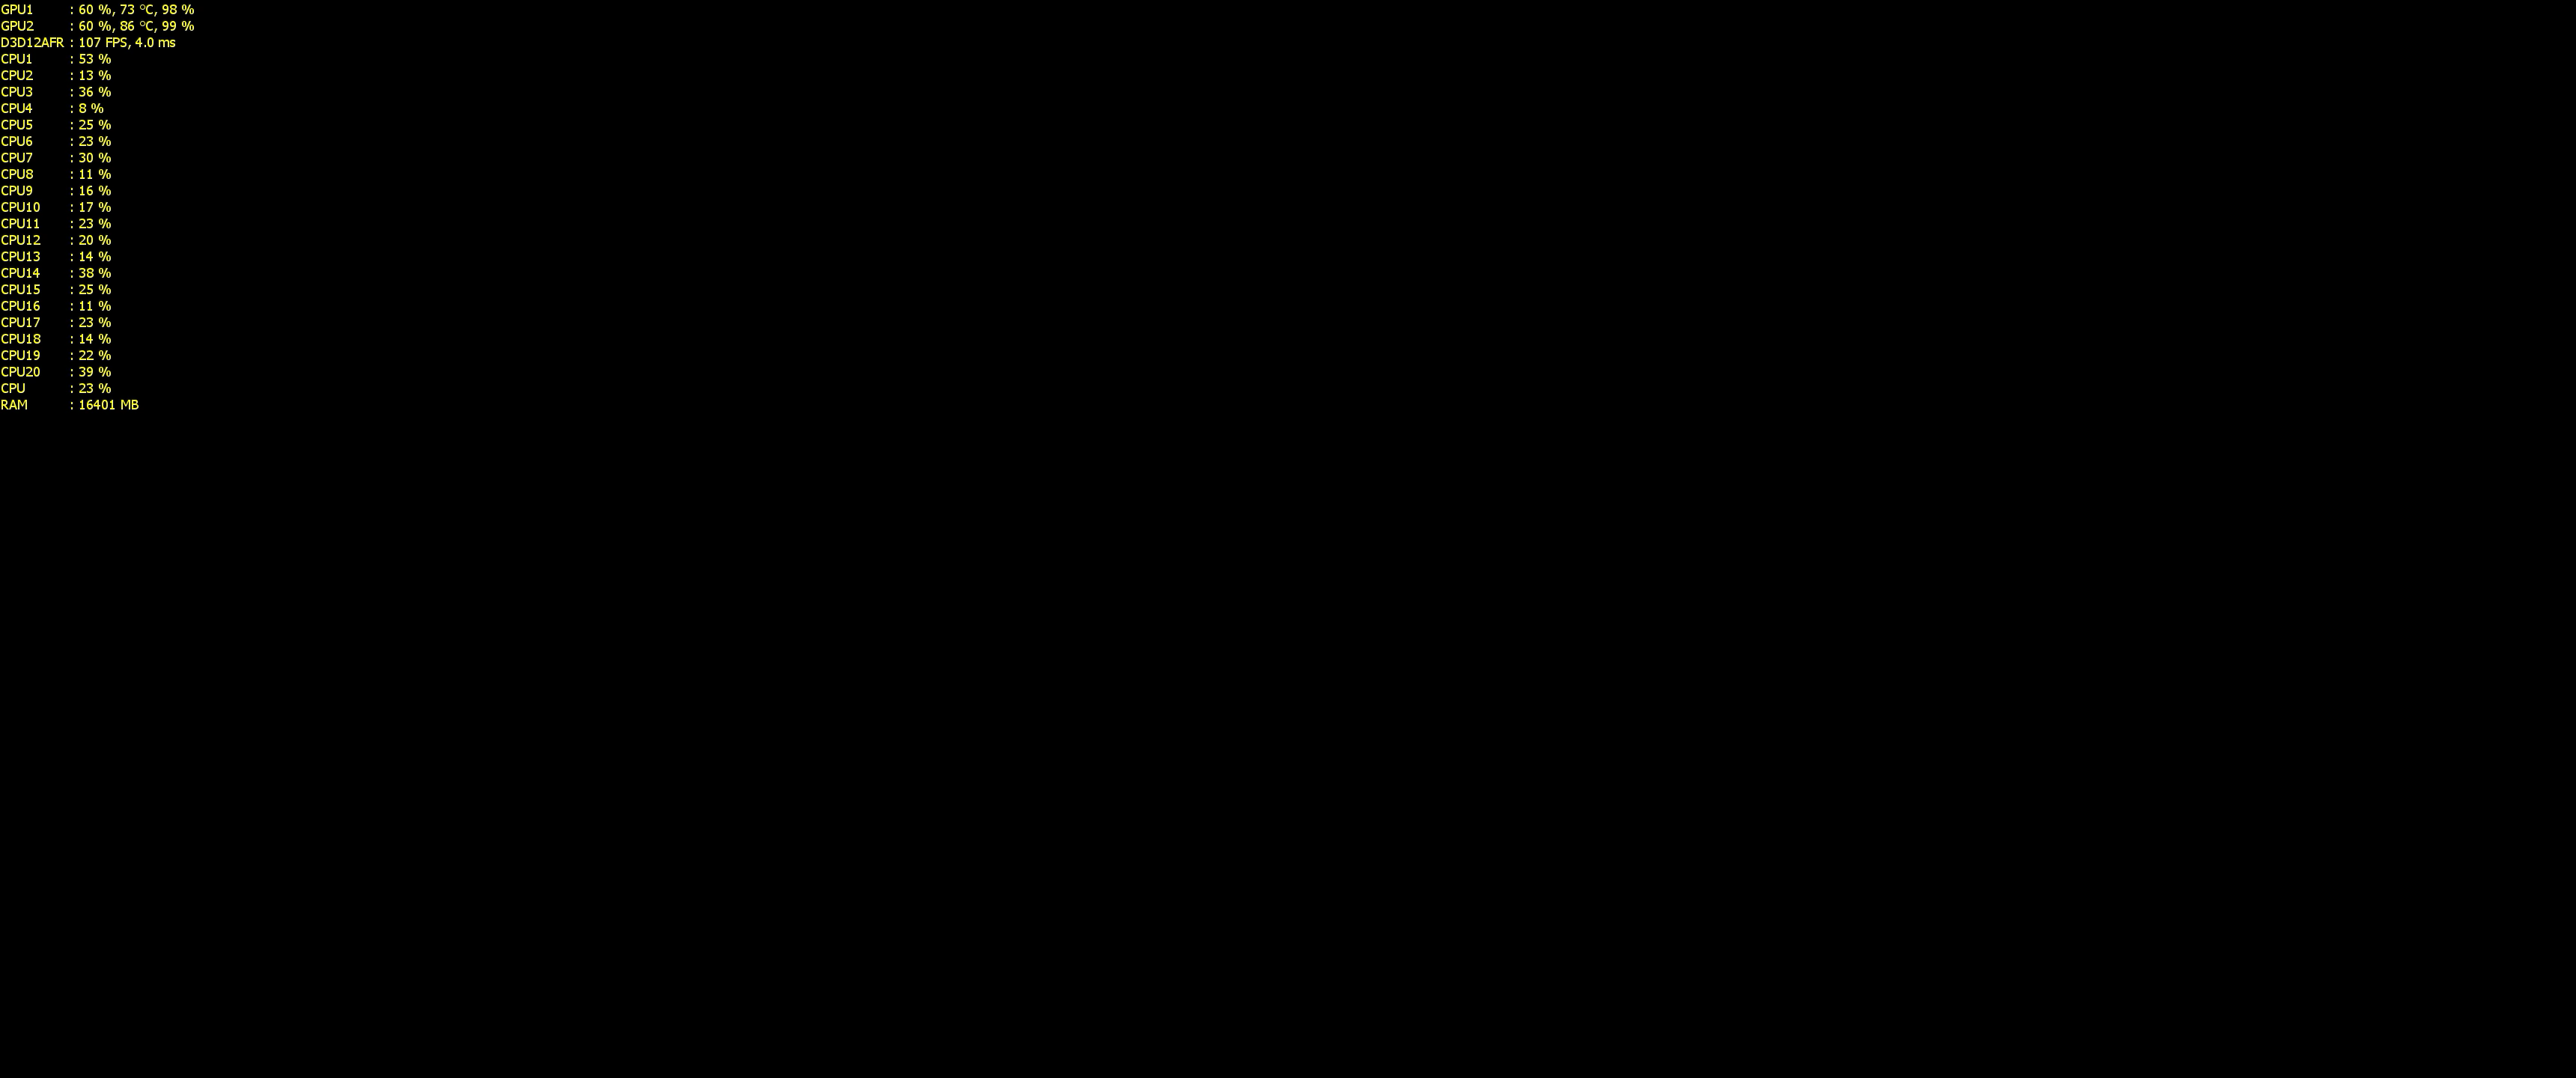 GPU1 : 60 %, 73 °C, 98 %
GPU2 : 60 %, 86 °C, 99 %
D3D12AFR : 107 FPS, 4.0 ms
CPU1 : 53 %
CPU2 : 13 %
CPU3 : 36 %
CPU4 : 8 %
CPU5 : 25 %
CPU6 : 23 %
CPU7 : 30 %
CPU8 : 11 %
CPU9 : 16 %
CPU10 : 17 %
CPU11 : 23 %
CPU12 : 20 %
CPU13 : 14 %
CPU14 : 38 %
CPU15 : 25 %
CPU16 : 11 %
CPU17 : 23 %
CPU18 : 14 %
CPU19 : 22 %
CPU20 : 39 %
CPU : 23 %
RAM : 16401 MB